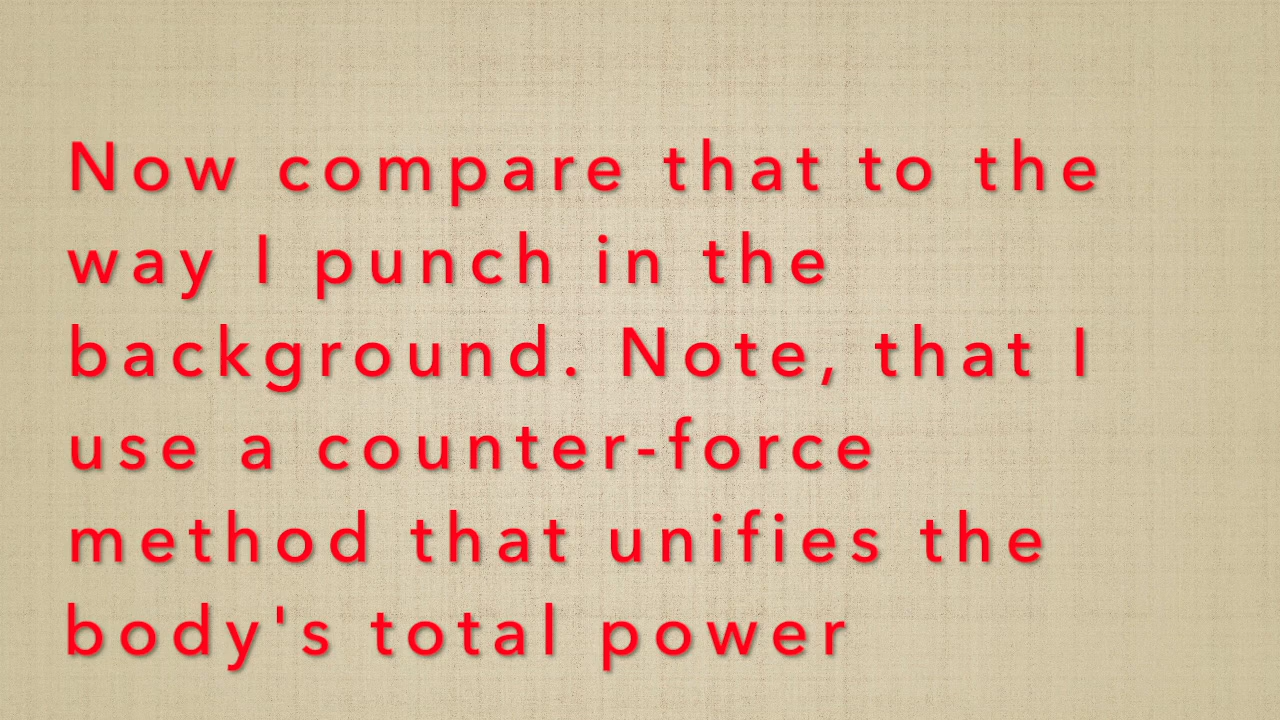 Now compare that to the
way I punch in the
background. Note, that I
use a counter-force
method that unifies the
body's total power